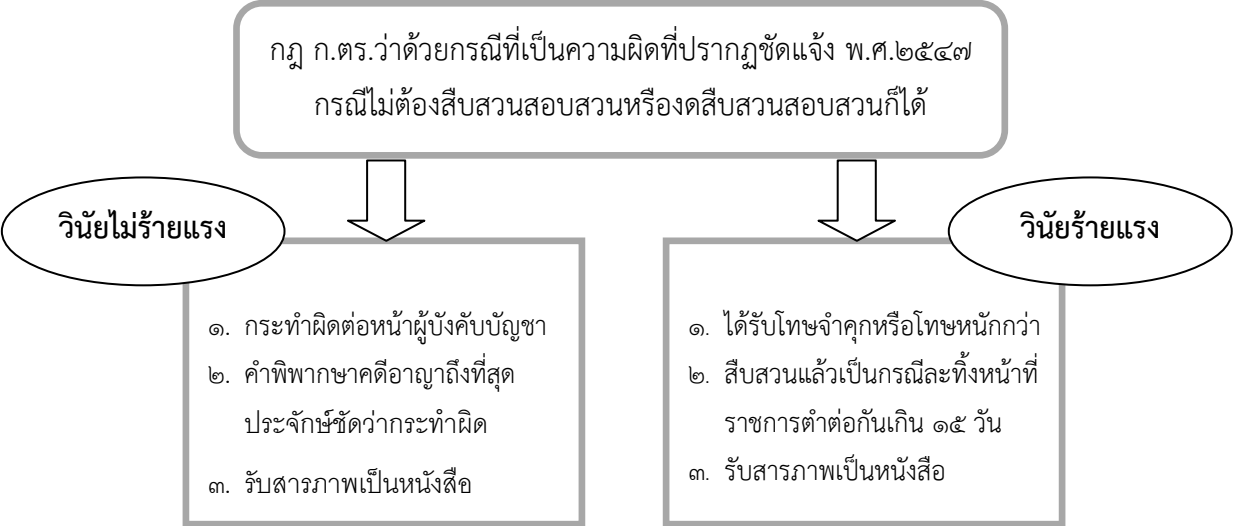 กฎ ก.ตร.ว่าด้วยกรณีที่เป็นความผิดที่ปรากฏชัดแจ้ง พ.ศ.๒๕๔๗
กรณีไม่ต้องสืบสวนสอบสวนหรืองดสืบสวนสอบสวนก็ได้
วินัยไม่ร้ายแรง
๑. กระทำผิดต่อหน้าผู้บังคับบัญชา
๒. คำพิพากษาคดีอาญาถึงที่สุด
ประจักษ์ชัดว่ากระทำผิด
๓. รับสารภาพเป็นหนังสือ
วินัยร้ายแรง
๑. ได้รับโทษจำคุกหรือโทษหนักกว่า
๒. สืบสวนแล้วเป็นกรณีละทิ้งหน้าที่
ราชการตำต่อกันเกิน ๑๕ วัน
๓. รับสารภาพเป็นหนังสือ